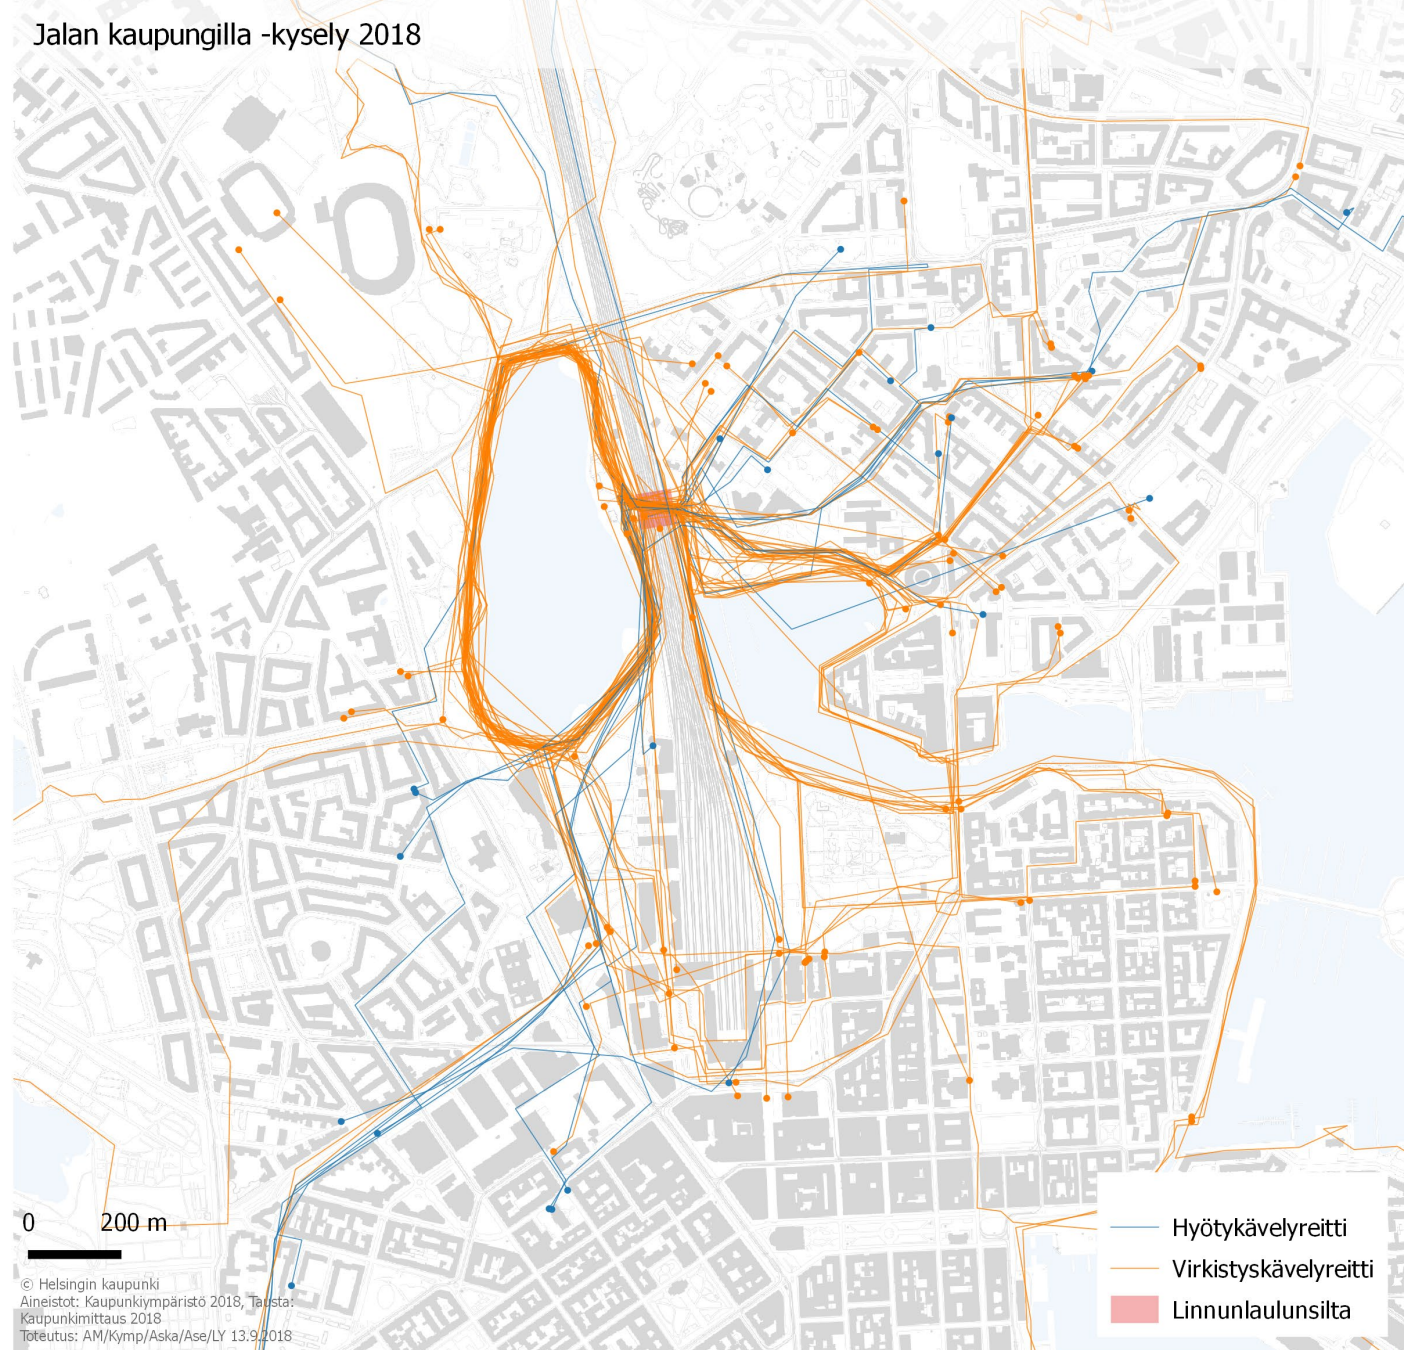 Jalan kaupungilla -kysely 2018
0 200 m
© Helsingin kaupunki
Aineistot: Kaupunkiympäristö 2018, Tausta:
Kaupunkimittaus 2018
Toteutus: AM/Kymp/Aska/Ase/LY 13.9.2018
Hyötykävelyreitti
Virkistyskävelyreitti
Linnunlaulunsilta